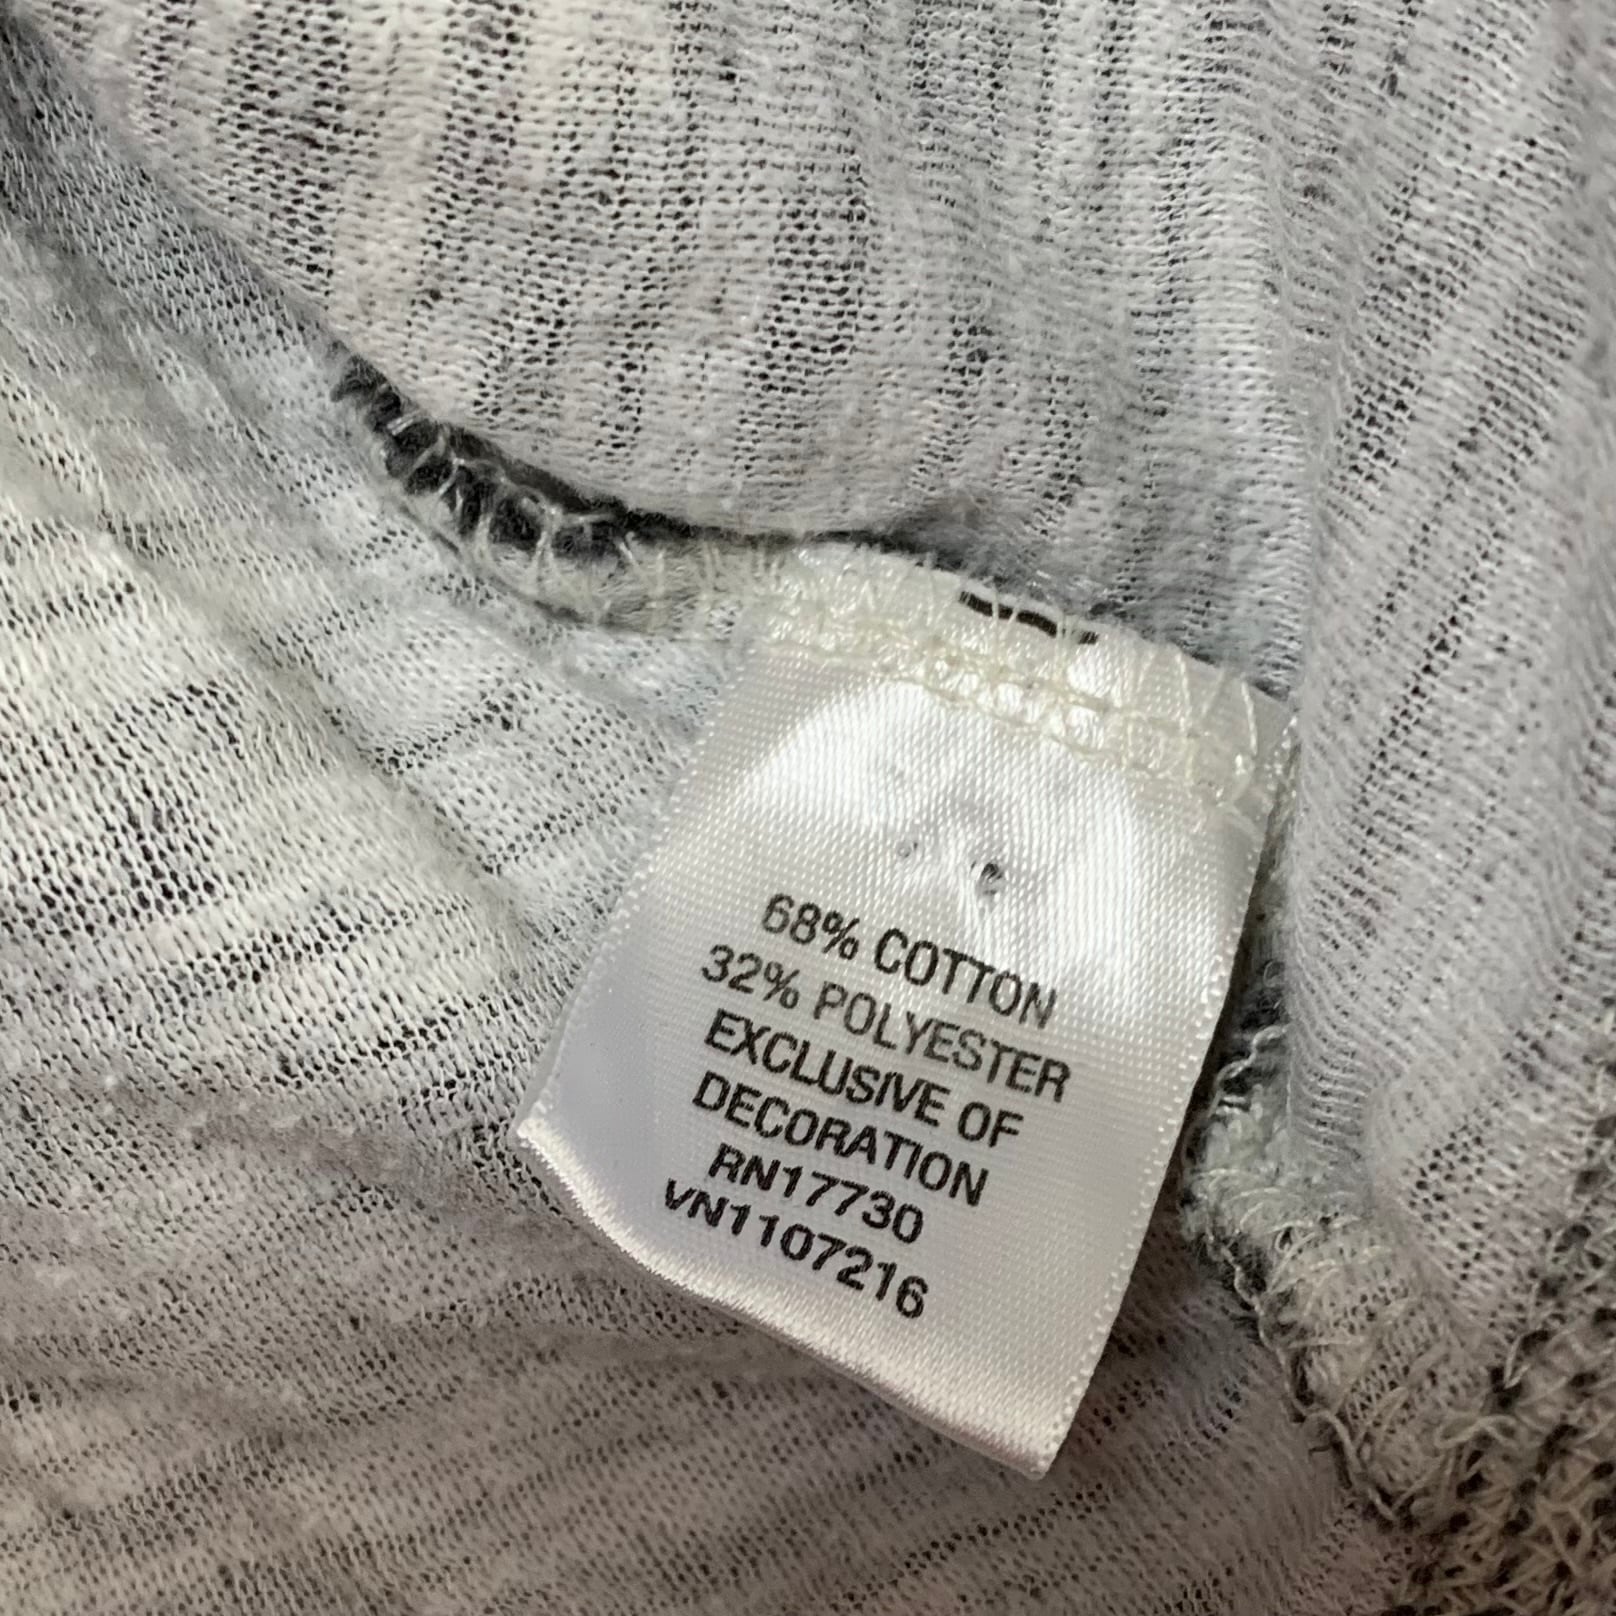 68% COTTON
32% POLYESTER
EXCLUSIVE OF
DECORATION
RN17730
VN1107216